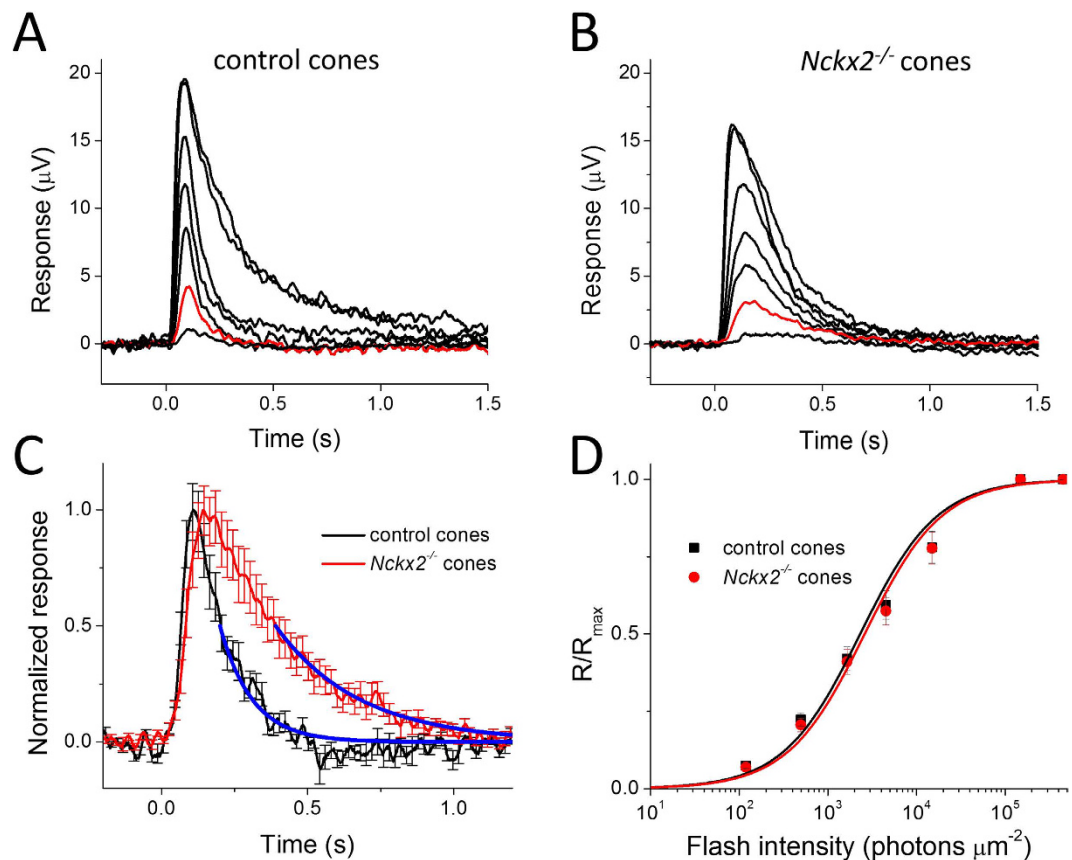 A
control cones
Response (μV)
20
15
10
5
0
0.0 0.5 1.0 1.5
Time (s)
B
Nckx2-/- cones
Response (μV)
20
15
10
5
0
0.0 0.5 1.0 1.5
Time (s)
C
Normalized response
1.0
0.5
0.0
control cones
Nckx2-/- cones
0.0 0.5 1.0
Time (s)
D
R/Rmax
1.0
0.5
0.0
control cones
Nckx2-/- cones
10¹ 10² 10³ 10⁴ 10⁵
Flash intensity (photons μm⁻²)